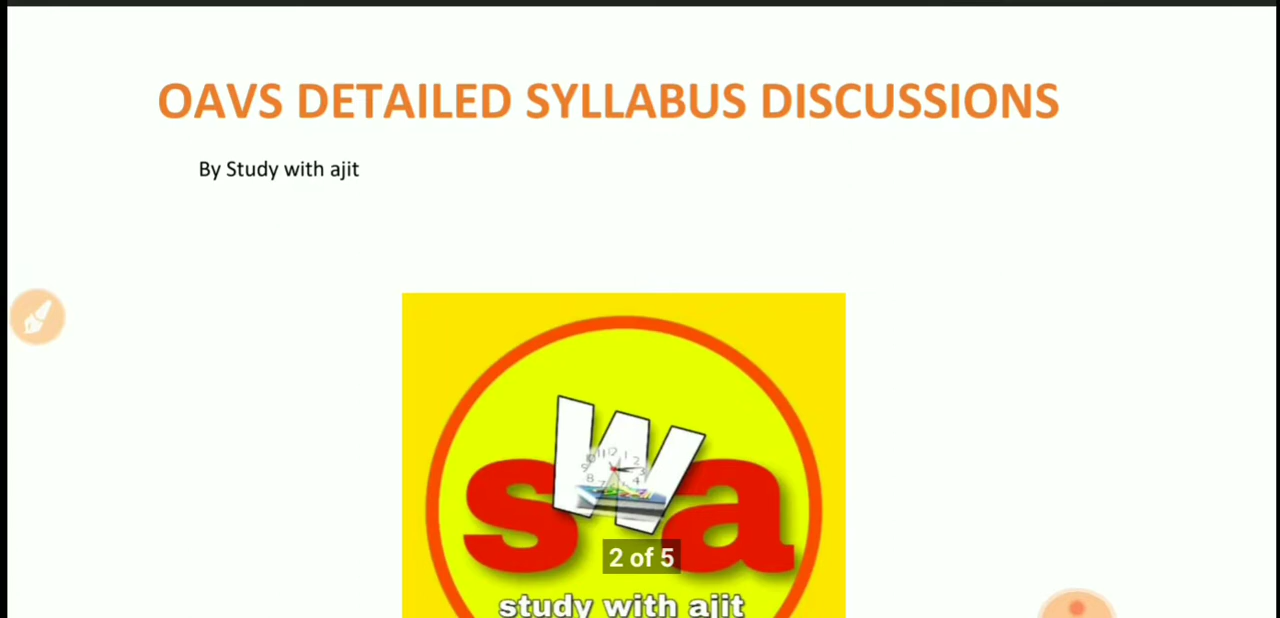 OAVS DETAILED SYLLABUS DISCUSSIONS
By Study with ajit
swa
2 of 5
study with ajit